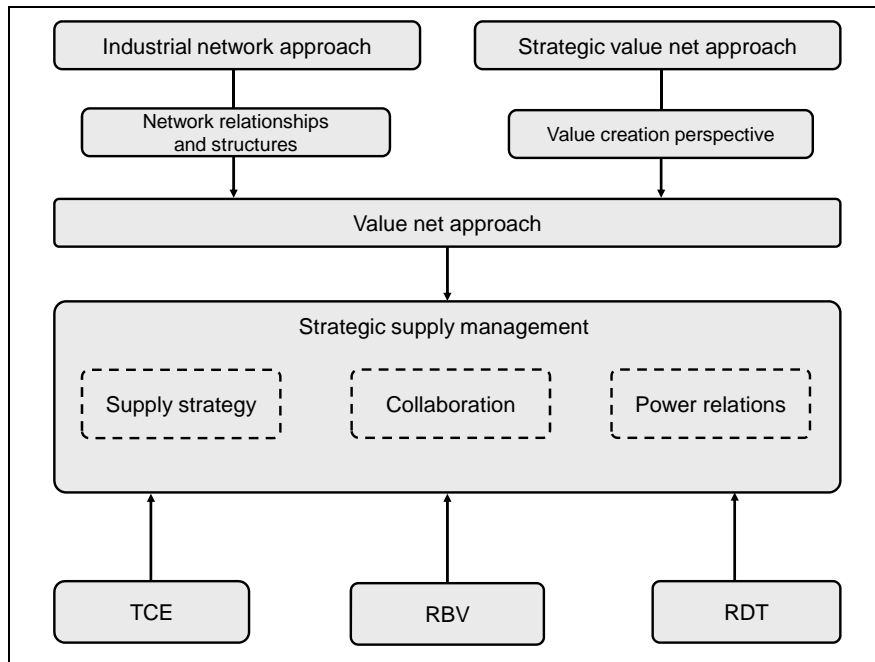 Industrial network approach
Strategic value net approach
Network relationships
and structures
Value creation perspective
Value net approach
Strategic supply management
Supply strategy
Collaboration
Power relations
TCE
RBV
RDT